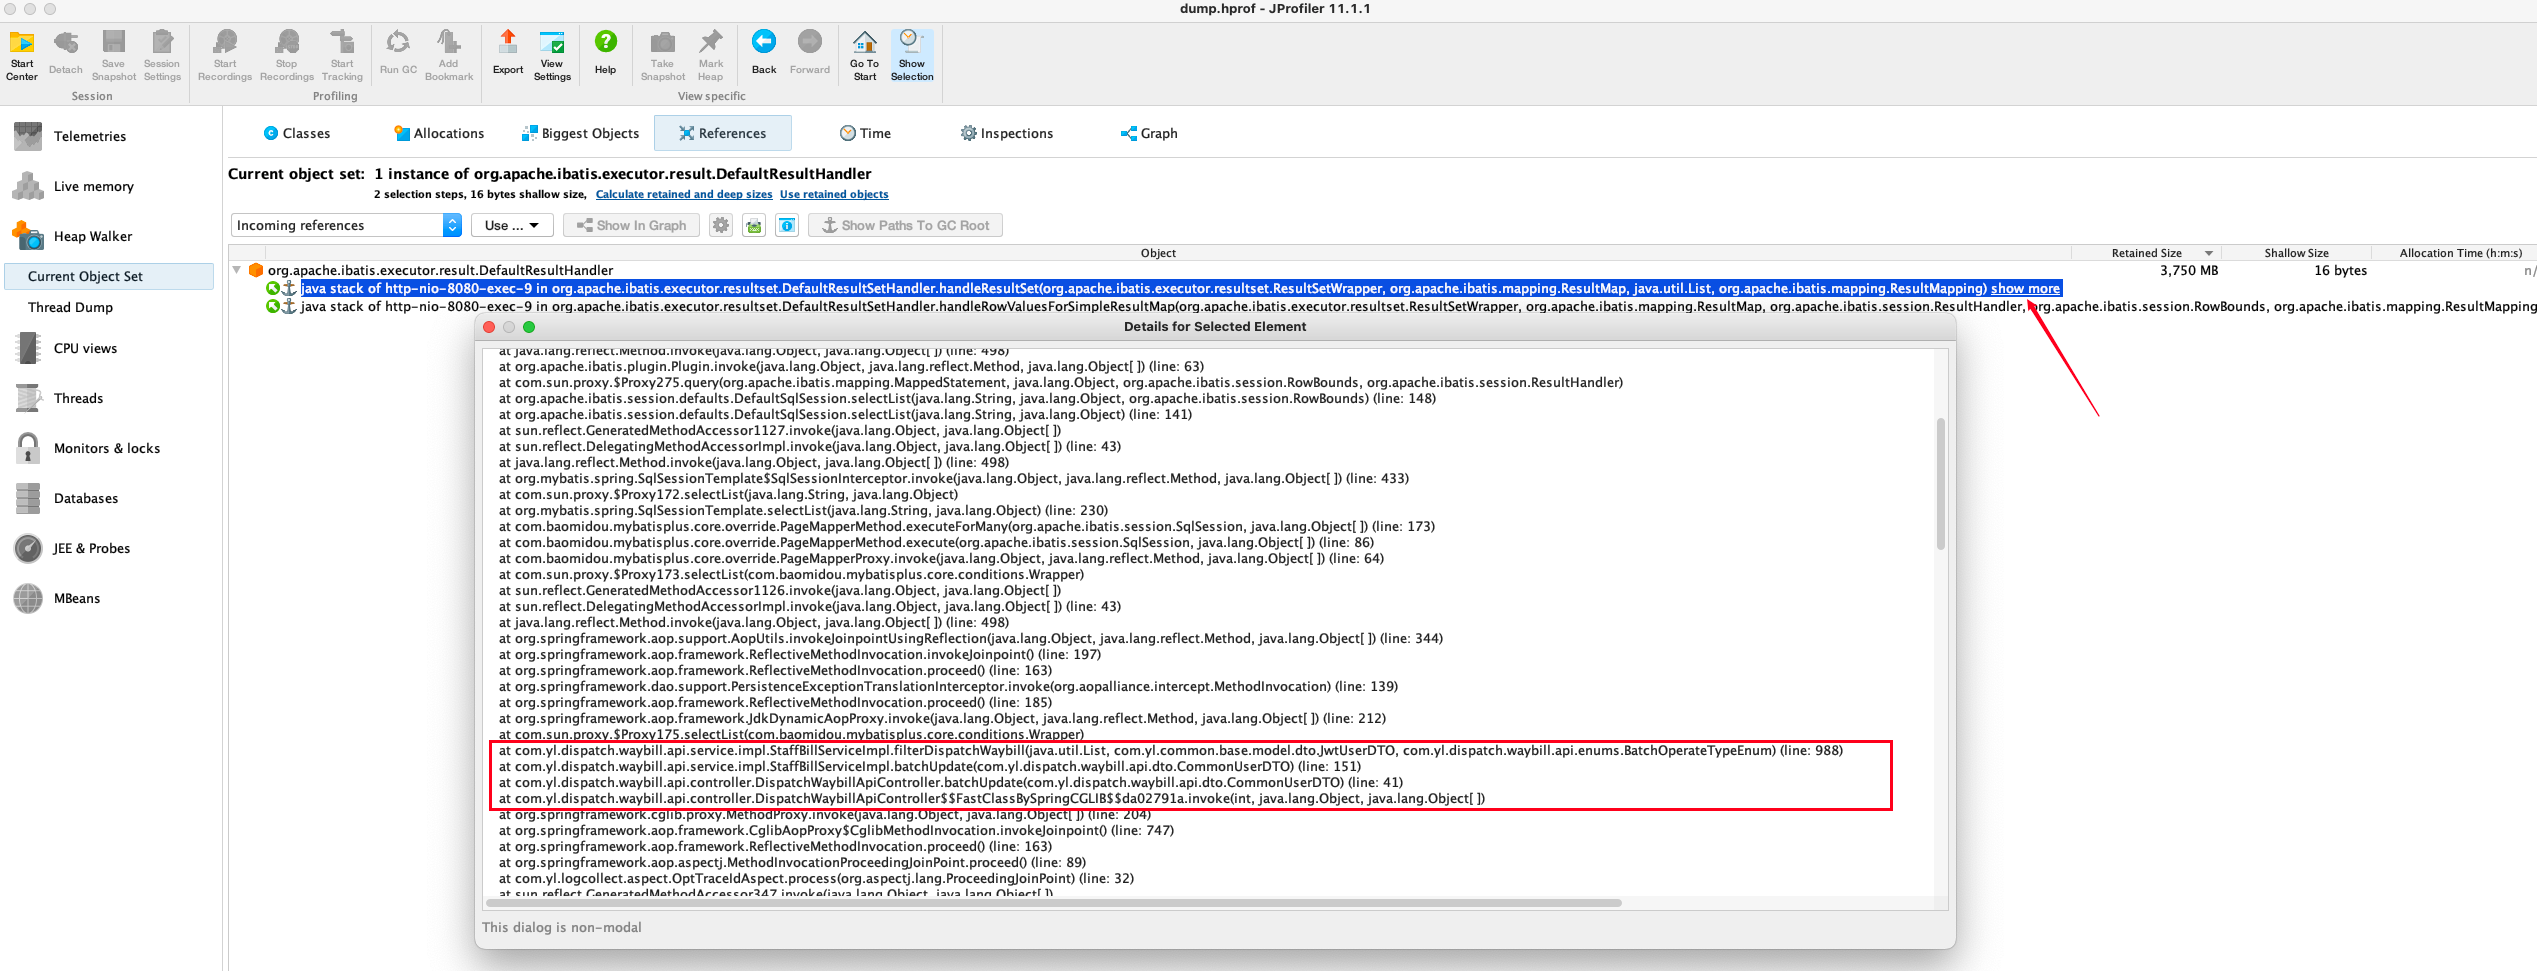 dump.hprof - JProfiler 11.1.1
Start Center
Detach
Save Snapshot
Session Settings
Start Recordings
Stop Recordings
Start Tracking
Run GC
Add Bookmark
Export
View Settings
Help
Take Snapshot
Mark Heap
Back
Forward
Go To Start
Show Selection
Session
Profiling
View specific
Telemetries
Live memory
Heap Walker
Current Object Set
Thread Dump
CPU views
Threads
Monitors & locks
Databases
JEE & Probes
MBeans
Classes
Allocations
Biggest Objects
References
Time
Inspections
Graph
Current object set: 1 instance of org.apache.ibatis.executor.result.DefaultResultHandler
2 selection steps, 16 bytes shallow size, Calculate retained and deep sizes Use retained objects
Incoming references
Use ...
Show In Graph
Show Paths To GC Root
Object
Retained Size
Shallow Size
Allocation Time (h:m:s)
org.apache.ibatis.executor.result.DefaultResultHandler
3,750 MB
16 bytes
n/
java stack of http-nio-8080-exec-9 in org.apache.ibatis.executor.resultset.DefaultResultSetHandler.handleResultSet(org.apache.ibatis.executor.resultset.ResultSetWrapper, org.apache.ibatis.mapping.ResultMap, java.util.List, org.apache.ibatis.mapping.ResultMapping) show more
java stack of http-nio-8080-exec-9 in org.apache.ibatis.executor.resultset.DefaultResultSetHandler.handleRowValuesForSimpleResultMap(org.apache.ibatis.executor.resultset.ResultSetWrapper, org.apache.ibatis.mapping.ResultMap, org.apache.ibatis.session.ResultHandler, org.apache.ibatis.session.RowBounds, org.apache.ibatis.mapping.ResultMapping
Details for Selected Element
at java.lang.reflect.Method.invoke(java.lang.Object, java.lang.Object[ ]) (line: 498)
at org.apache.ibatis.plugin.Plugin.invoke(java.lang.Object, java.lang.reflect.Method, java.lang.Object[ ]) (line: 63)
at com.sun.proxy.$Proxy275.query(org.apache.ibatis.mapping.MappedStatement, java.lang.Object, org.apache.ibatis.session.RowBounds, org.apache.ibatis.session.ResultHandler)
at org.apache.ibatis.session.defaults.DefaultSqlSession.selectList(java.lang.String, java.lang.Object, org.apache.ibatis.session.RowBounds) (line: 148)
at org.apache.ibatis.session.defaults.DefaultSqlSession.selectList(java.lang.String, java.lang.Object) (line: 141)
at sun.reflect.GeneratedMethodAccessor1127.invoke(java.lang.Object, java.lang.Object[ ])
at sun.reflect.DelegatingMethodAccessorImpl.invoke(java.lang.Object, java.lang.Object[ ]) (line: 43)
at java.lang.reflect.Method.invoke(java.lang.Object, java.lang.Object[ ]) (line: 498)
at org.mybatis.spring.SqlSessionTemplate$SqlSessionInterceptor.invoke(java.lang.Object, java.lang.reflect.Method, java.lang.Object[ ]) (line: 433)
at com.sun.proxy.$Proxy172.selectList(java.lang.String, java.lang.Object)
at org.mybatis.spring.SqlSessionTemplate.selectList(java.lang.String, java.lang.Object) (line: 230)
at com.baomidou.mybatisplus.core.override.PageMapperMethod.executeForMany(org.apache.ibatis.session.SqlSession, java.lang.Object[ ]) (line: 173)
at com.baomidou.mybatisplus.core.override.PageMapperMethod.execute(org.apache.ibatis.session.SqlSession, java.lang.Object[ ]) (line: 86)
at com.baomidou.mybatisplus.core.override.PageMapperProxy.invoke(java.lang.Object, java.lang.reflect.Method, java.lang.Object[ ]) (line: 64)
at com.sun.proxy.$Proxy173.selectList(com.baomidou.mybatisplus.core.conditions.Wrapper)
at sun.reflect.GeneratedMethodAccessor1126.invoke(java.lang.Object, java.lang.Object[ ])
at sun.reflect.DelegatingMethodAccessorImpl.invoke(java.lang.Object, java.lang.Object[ ]) (line: 43)
at java.lang.reflect.Method.invoke(java.lang.Object, java.lang.Object[ ]) (line: 498)
at org.springframework.aop.support.AopUtils.invokeJoinpointUsingReflection(java.lang.Object, java.lang.reflect.Method, java.lang.Object[ ]) (line: 344)
at org.springframework.aop.framework.ReflectiveMethodInvocation.invokeJoinpoint() (line: 197)
at org.springframework.aop.framework.ReflectiveMethodInvocation.proceed() (line: 163)
at org.springframework.dao.support.PersistenceExceptionTranslationInterceptor.invoke(org.aopalliance.intercept.MethodInvocation) (line: 139)
at org.springframework.aop.framework.ReflectiveMethodInvocation.proceed() (line: 185)
at org.springframework.aop.framework.JdkDynamicAopProxy.invoke(java.lang.Object, java.lang.reflect.Method, java.lang.Object[ ]) (line: 212)
at com.sun.proxy.$Proxy175.selectList(com.baomidou.mybatisplus.core.conditions.Wrapper)
at com.yl.dispatch.waybill.api.service.impl.StaffBillServiceImpl.filterDispatchWaybill(java.util.List, com.yl.common.base.model.dto.JwtUserDTO, com.yl.dispatch.waybill.api.enums.BatchOperateTypeEnum) (line: 988)
at com.yl.dispatch.waybill.api.service.impl.StaffBillServiceImpl.batchUpdate(com.yl.dispatch.waybill.api.dto.CommonUserDTO) (line: 151)
at com.yl.dispatch.waybill.api.controller.DispatchWaybillApiController.batchUpdate(com.yl.dispatch.waybill.api.dto.CommonUserDTO) (line: 41)
at com.yl.dispatch.waybill.api.controller.DispatchWaybillApiController$$FastClassBySpringCGLIB$$da02791a.invoke(int, java.lang.Object, java.lang.Object[ ])
at org.springframework.cglib.proxy.MethodProxy.invoke(java.lang.Object, java.lang.Object[ ]) (line: 204)
at org.springframework.aop.framework.CglibAopProxy$CglibMethodInvocation.invokeJoinpoint() (line: 747)
at org.springframework.aop.framework.ReflectiveMethodInvocation.proceed() (line: 163)
at org.springframework.aop.aspectj.MethodInvocationProceedingJoinPoint.proceed() (line: 89)
at com.yl.logcollect.aspect.OptTraceIdAspect.process(org.aspectj.lang.ProceedingJoinPoint) (line: 32)
at sun.reflect.GeneratedMethodAccessor347.invoke(java.lang.Object, java.lang.Object[ ])
This dialog is non-modal